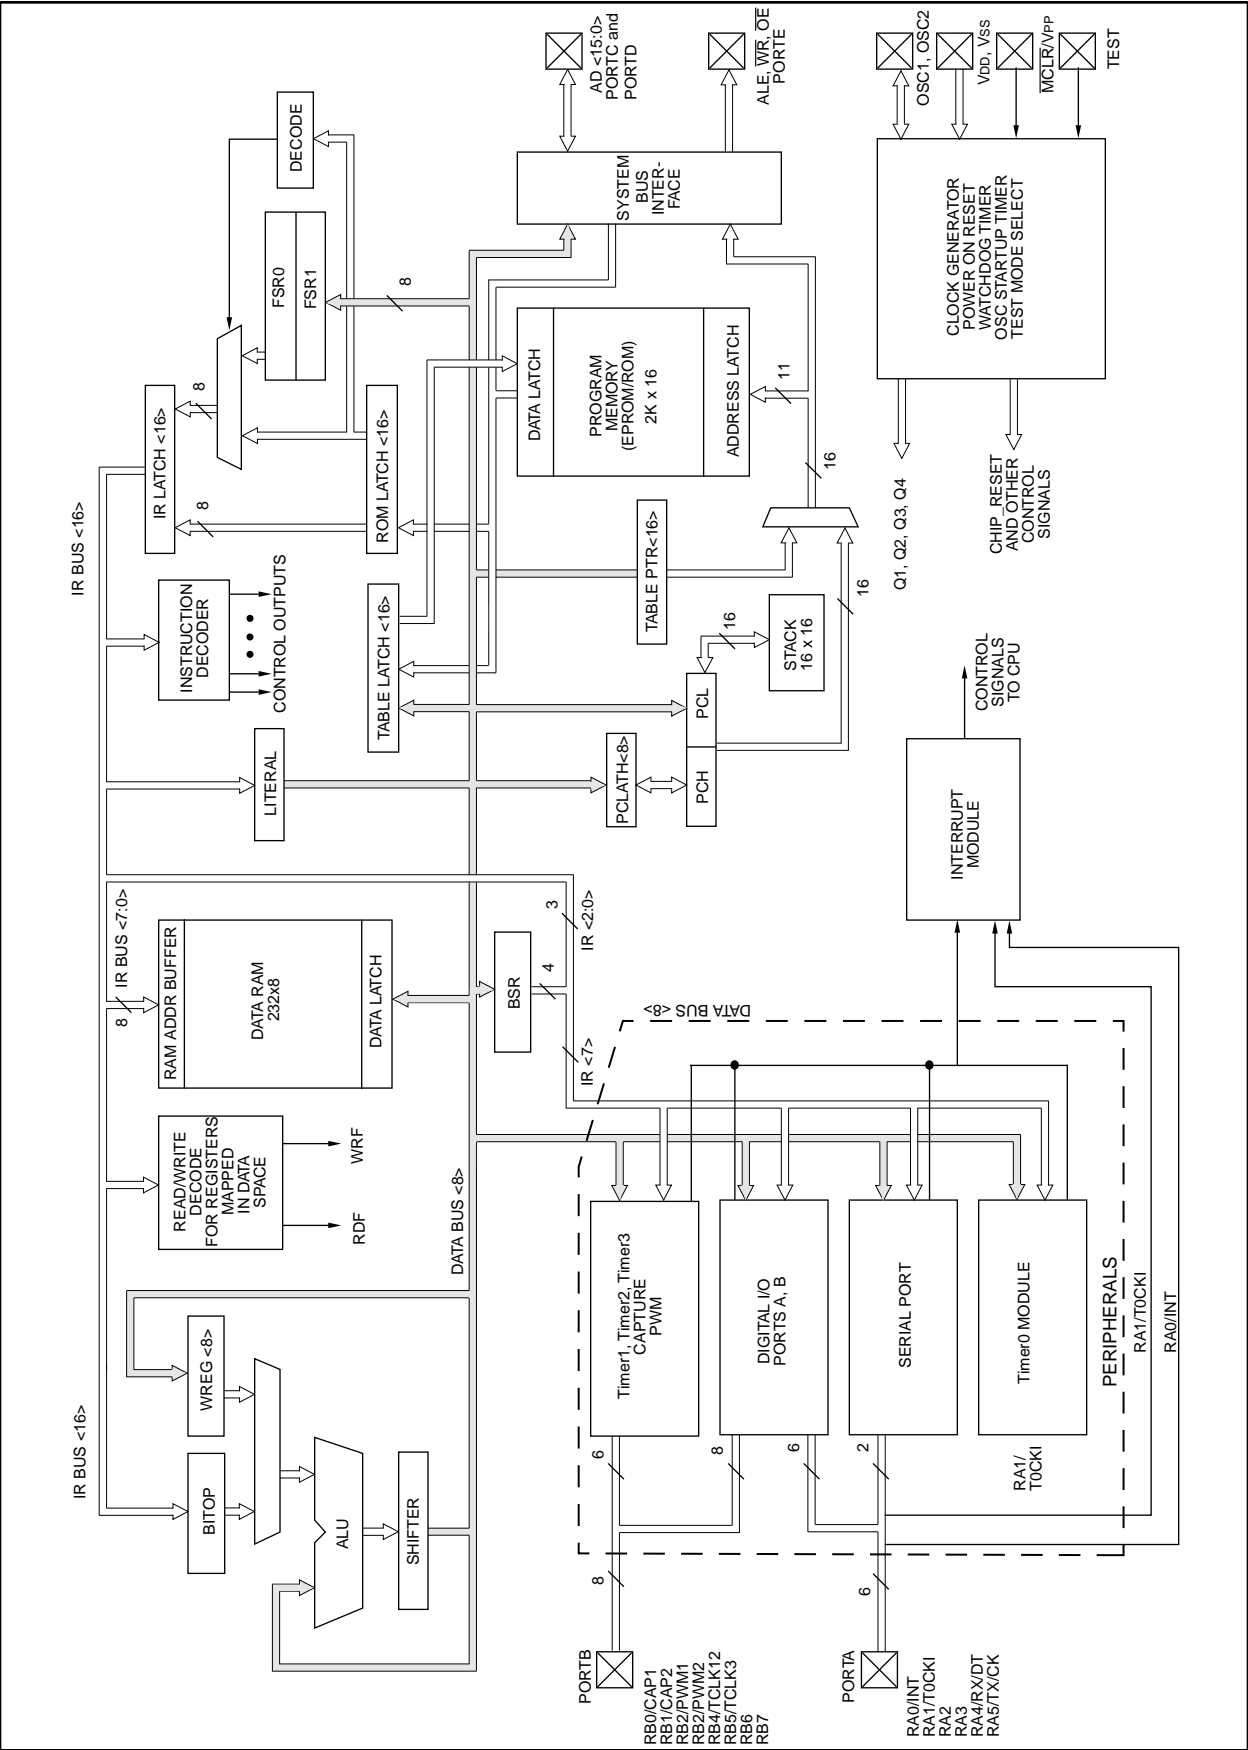 IR BUS <16>
IR BUS <16>
BITOP
WREG <8>
ALU
SHIFTER
READ/WRITE
DECODE
FOR REGISTERS
MAPPED
IN DATA
SPACE
RDF
WRF
8
IR BUS <7:0>
RAM ADDR BUFFER
DATA RAM
232x8
DATA LATCH
LITERAL
INSTRUCTION
DECODER
CONTROL OUTPUTS
IR LATCH <16>
8
8
ROM LATCH <16>
FSR0
FSR1
8
DECODE
TABLE LATCH <16>
DATA BUS <8>
BSR
4
3
IR <2:0>
IR <7>
DATA BUS <8>
PCLATH<8>
PCH
PCL
16
STACK
16 x 16
TABLE PTR<16>
16
16
11
DATA LATCH
PROGRAM
MEMORY
(EPROM/ROM)
2K x 16
ADDRESS LATCH
SYSTEM
BUS
INTER-
FACE
AD <15:0>
PORTC and
PORTD
ALE, WR, OE
PORTE
OSC1, OSC2
VDD, VSS
MCLR/VPP
TEST
CLOCK GENERATOR
POWER ON RESET
WATCHDOG TIMER
OSC STARTUP TIMER
TEST MODE SELECT
Q1, Q2, Q3, Q4
CHIP_RESET
AND OTHER
CONTROL
SIGNALS
INTERRUPT
MODULE
CONTROL
SIGNALS
TO CPU
Timer1, Timer2, Timer3
CAPTURE
PWM
DIGITAL I/O
PORTS A, B
SERIAL PORT
Timer0 MODULE
RA1/
T0CKI
PERIPHERALS
RA1/T0CKI
RA0/INT
6
8
6
2
8
6
PORTB
RB0/CAP1
RB1/CAP2
RB2/PWM1
RB2/PWM2
RB4/TCLK12
RB5/TCLK3
RB6
RB7
PORTA
RA0/INT
RA1/T0CKI
RA2
RA3
RA4/RX/DT
RA5/TX/CK